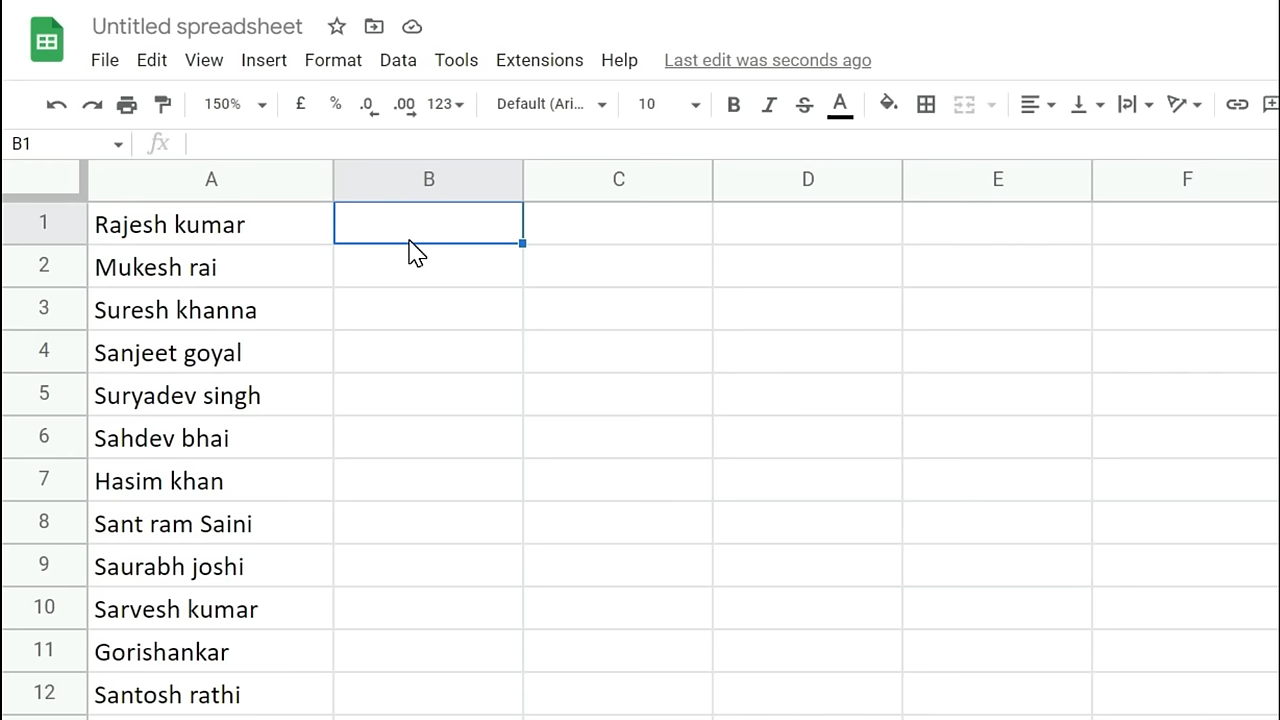 Untitled spreadsheet
File Edit View Insert Format Data Tools Extensions Help Last edit was seconds ago
150% £ % .0 .00 123 Default (Ari... 10 B I S A
B1 fx
A B C D E F
1 Rajesh kumar
2 Mukesh rai
3 Suresh khanna
4 Sanjeet goyal
5 Suryadev singh
6 Sahdev bhai
7 Hasim khan
8 Sant ram Saini
9 Saurabh joshi
10 Sarvesh kumar
11 Gorishankar
12 Santosh rathi